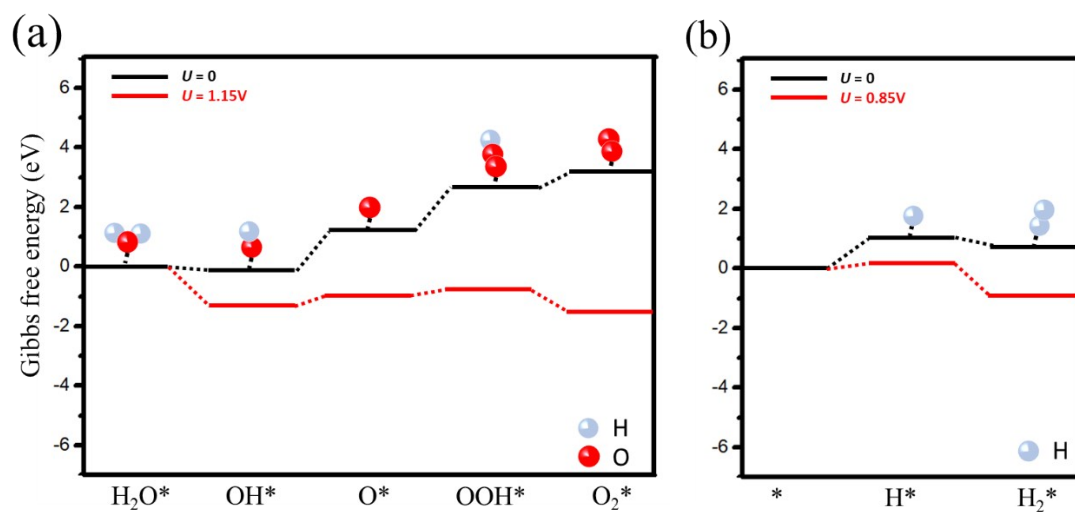 (a)
Gibbs free energy (eV)
6
4
2
0
-2
-4
-6
U = 0
U = 1.15V
H
O
H₂O* OH* O* OOH* O₂*
(b)
6
4
2
0
-2
-4
-6
U = 0
U = 0.85V
H
* H* H₂*